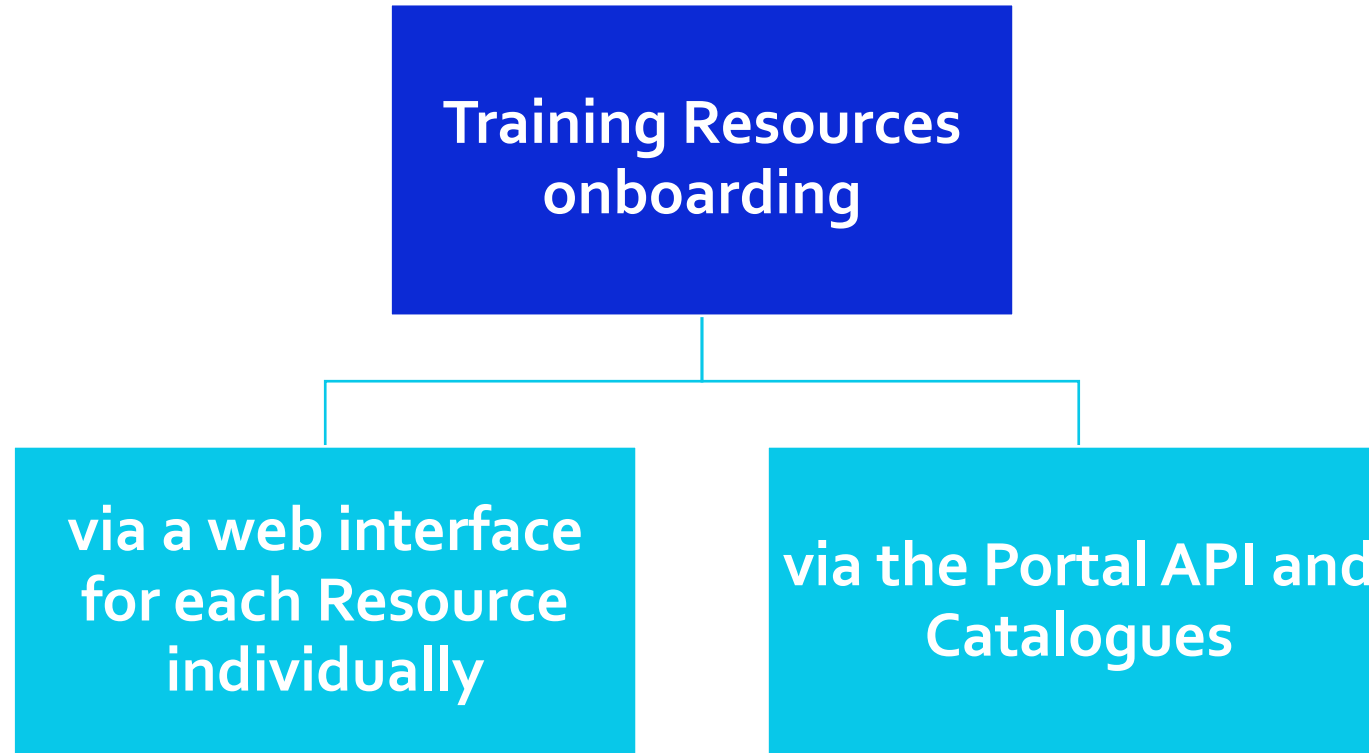 Training Resources
onboarding
via a web interface
for each Resource
individually
via the Portal API and
Catalogues